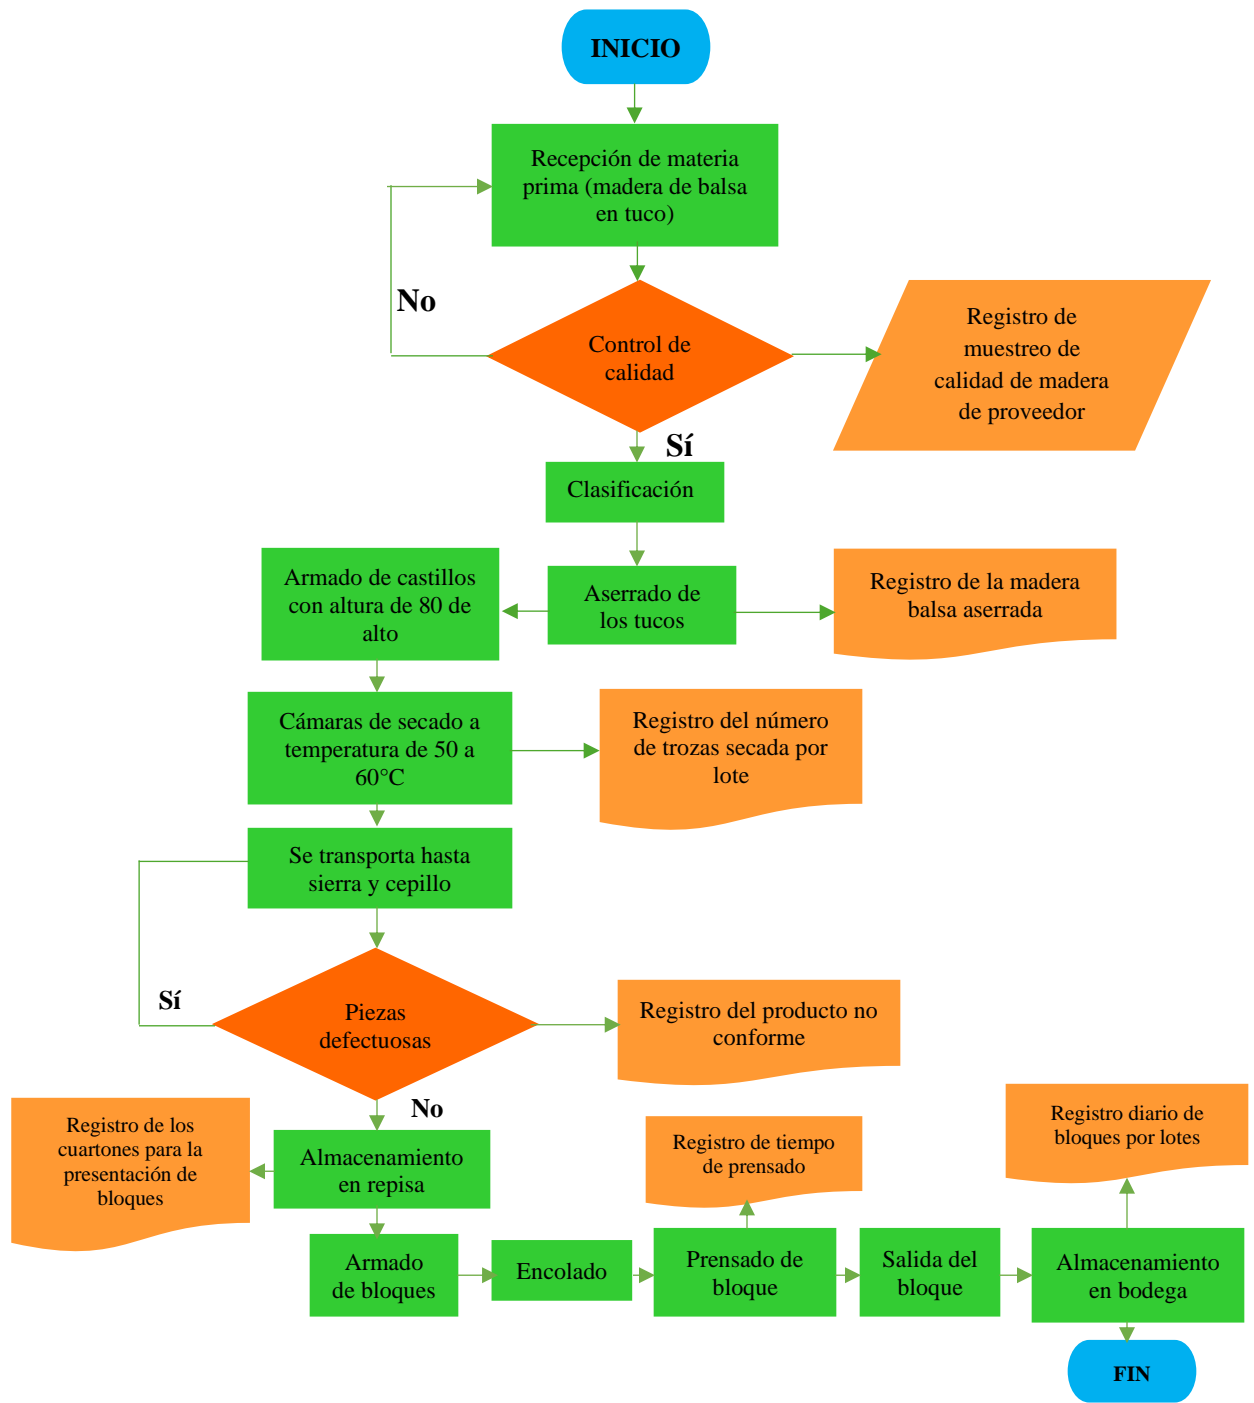 INICIO
Recepción de materia
prima (madera de balsa
en tuco)
No
Control de
calidad
Registro de
muestreo de
calidad de madera
de proveedor
Sí
Clasificación
Armado de castillos
con altura de 80 de
alto
Aserrado de
los tucos
Registro de la madera
balsa aserrada
Cámaras de secado a
temperatura de 50 a
60°C
Registro del número
de trozas secada por
lote
Se transporta hasta
sierra y cepillo
Sí
Piezas
defectuosas
Registro del producto no
conforme
No
Registro de los
cuartones para la
presentación de
bloques
Almacenamiento
en repisa
Registro de tiempo
de prensado
Registro diario de
bloques por lotes
Armado
de bloques
Encolado
Prensado de
bloque
Salida del
bloque
Almacenamiento
en bodega
FIN